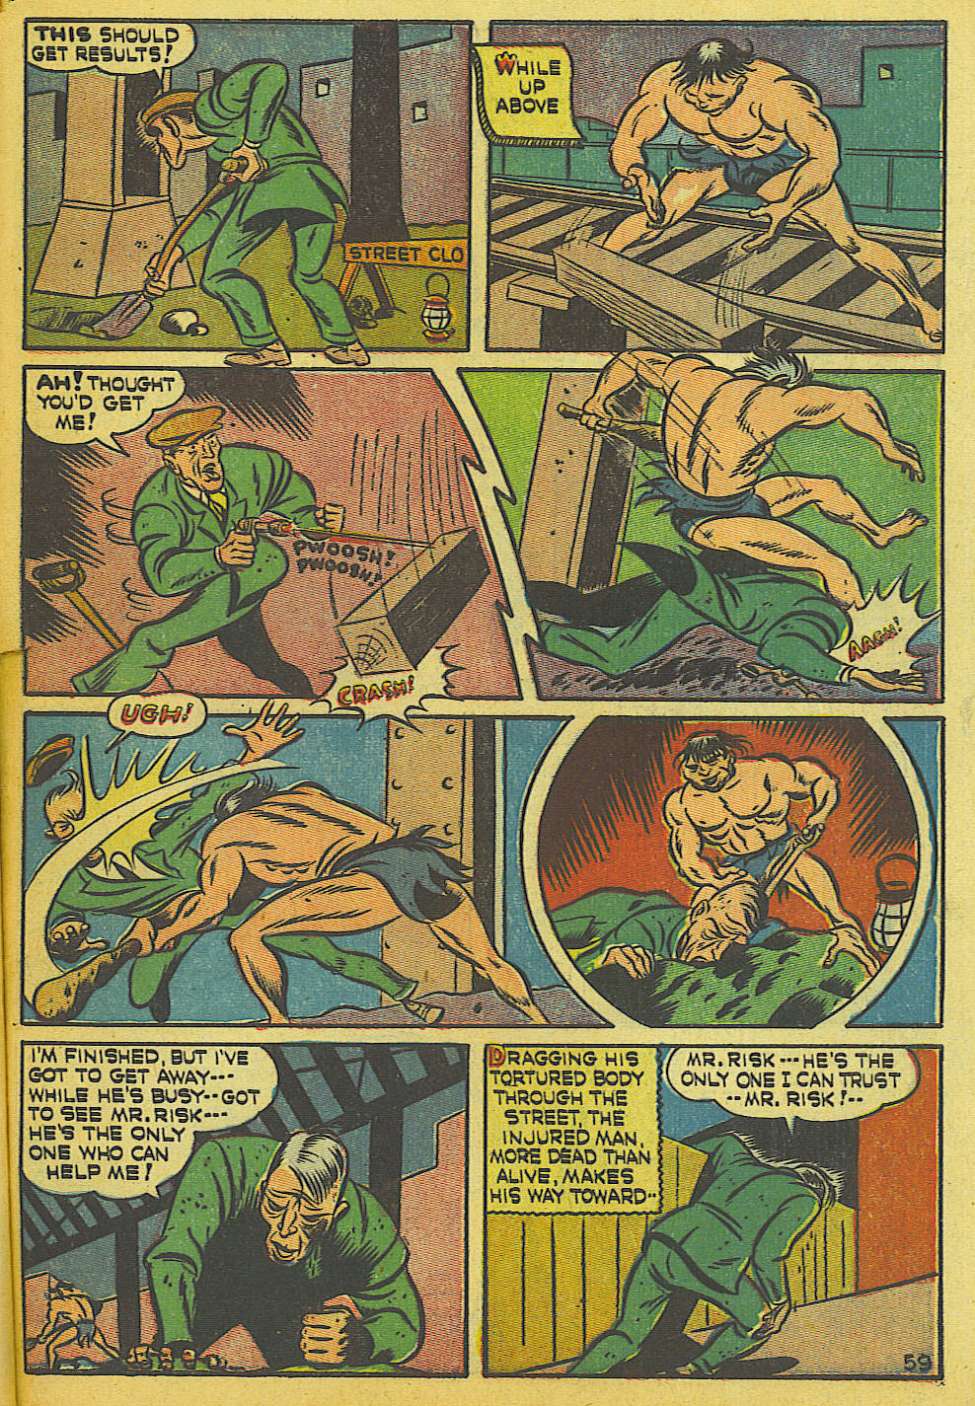 THIS SHOULD
GET RESULTS!
STREET CLO
WHILE
UP
ABOVE
AH! THOUGHT
YOU'D GET
ME!
PWOOSH!
PWOOSH!
CRASH!
AAGH!
UGH!
I'M FINISHED, BUT I'VE
GOT TO GET AWAY---
WHILE HE'S BUSY--GOT
TO SEE MR. RISK---
HE'S THE ONLY
ONE WHO CAN
HELP ME!
DRAGGING HIS
TORTURED BODY
THROUGH THE
STREET, THE
INJURED MAN,
MORE DEAD THAN
ALIVE, MAKES
HIS WAY TOWARD--
MR. RISK---HE'S THE
ONLY ONE I CAN TRUST
--MR. RISK!--
59